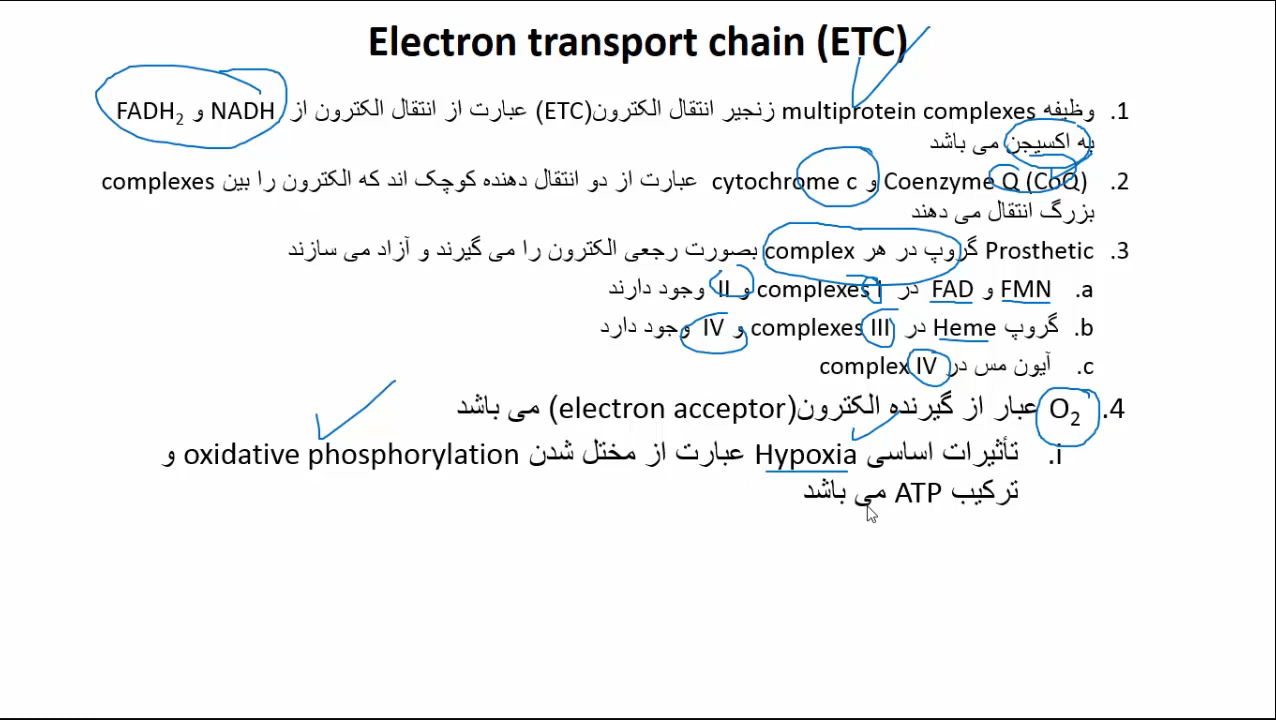 Electron transport chain (ETC)
1. وظیفه multiprotein complexes زنجیر انتقال الکترون(ETC) عبارت از انتقال الکترون از NADH و FADH₂
به اکسیجن می باشد
2. Coenzyme Q (CoQ) و cytochrome c عبارت از دو انتقال دهنده کوچک اند که الکترون را بین complexes
بزرگ انتقال می دهند
3. Prosthetic گروپ در هر complex بصورت رجعی الکترون را می گیرند و آزاد می سازند
a. FMN و FAD در complexes I و II وجود دارند
b. گروپ Heme در complexes III و IV وجود دارد
c. آیون مس در complex IV
4. O₂ عبار از گیرنده الکترون(electron acceptor) می باشد
i. تأثیرات اساسی Hypoxia عبارت از مختل شدن oxidative phosphorylation و
ترکیب ATP می باشد